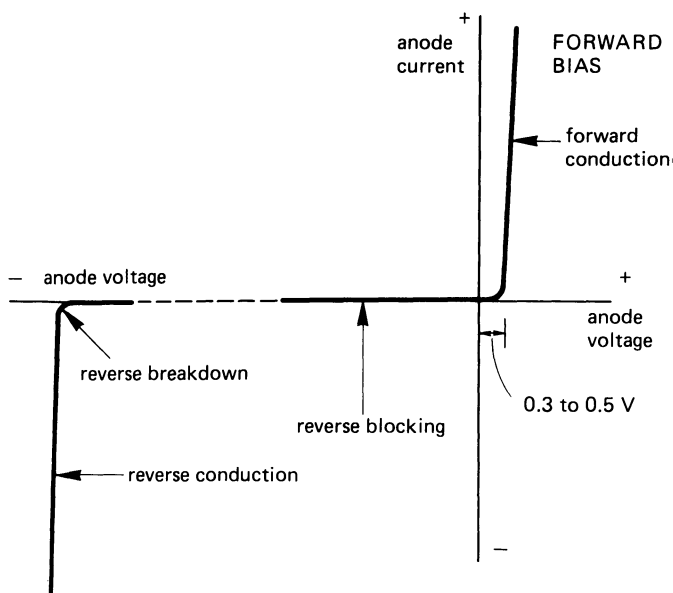 +
anode
current
FORWARD
BIAS
forward
conduction
− anode voltage
+
anode
voltage
reverse breakdown
0.3 to 0.5 V
reverse blocking
reverse conduction
−